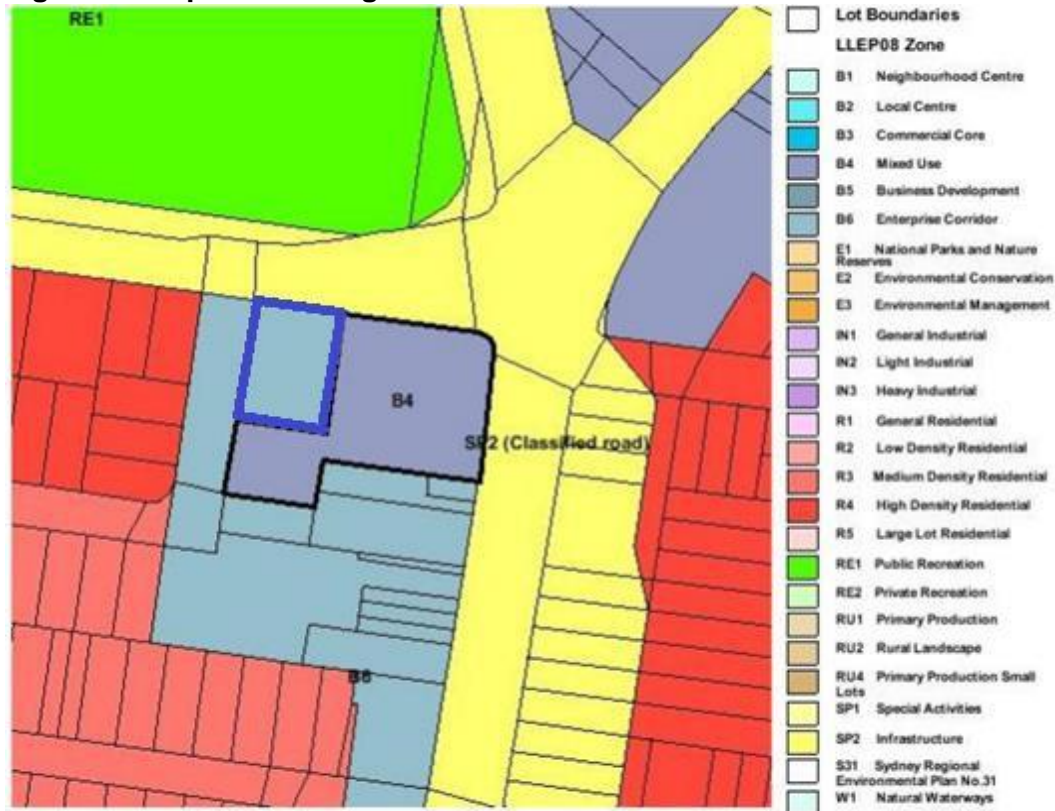 RE1
B4
SP2 (Classified road)
B6
Lot Boundaries
LLEP08 Zone
B1 Neighbourhood Centre
B2 Local Centre
B3 Commercial Core
B4 Mixed Use
B5 Business Development
B6 Enterprise Corridor
E1 National Parks and Nature
Reserves
E2 Environmental Conservation
E3 Environmental Management
IN1 General Industrial
IN2 Light Industrial
IN3 Heavy Industrial
R1 General Residential
R2 Low Density Residential
R3 Medium Density Residential
R4 High Density Residential
R5 Large Lot Residential
RE1 Public Recreation
RE2 Private Recreation
RU1 Primary Production
RU2 Rural Landscape
RU4 Primary Production Small
Lots
SP1 Special Activities
SP2 Infrastructure
S31 Sydney Regional
Environmental Plan No.31
W1 Natural Waterways